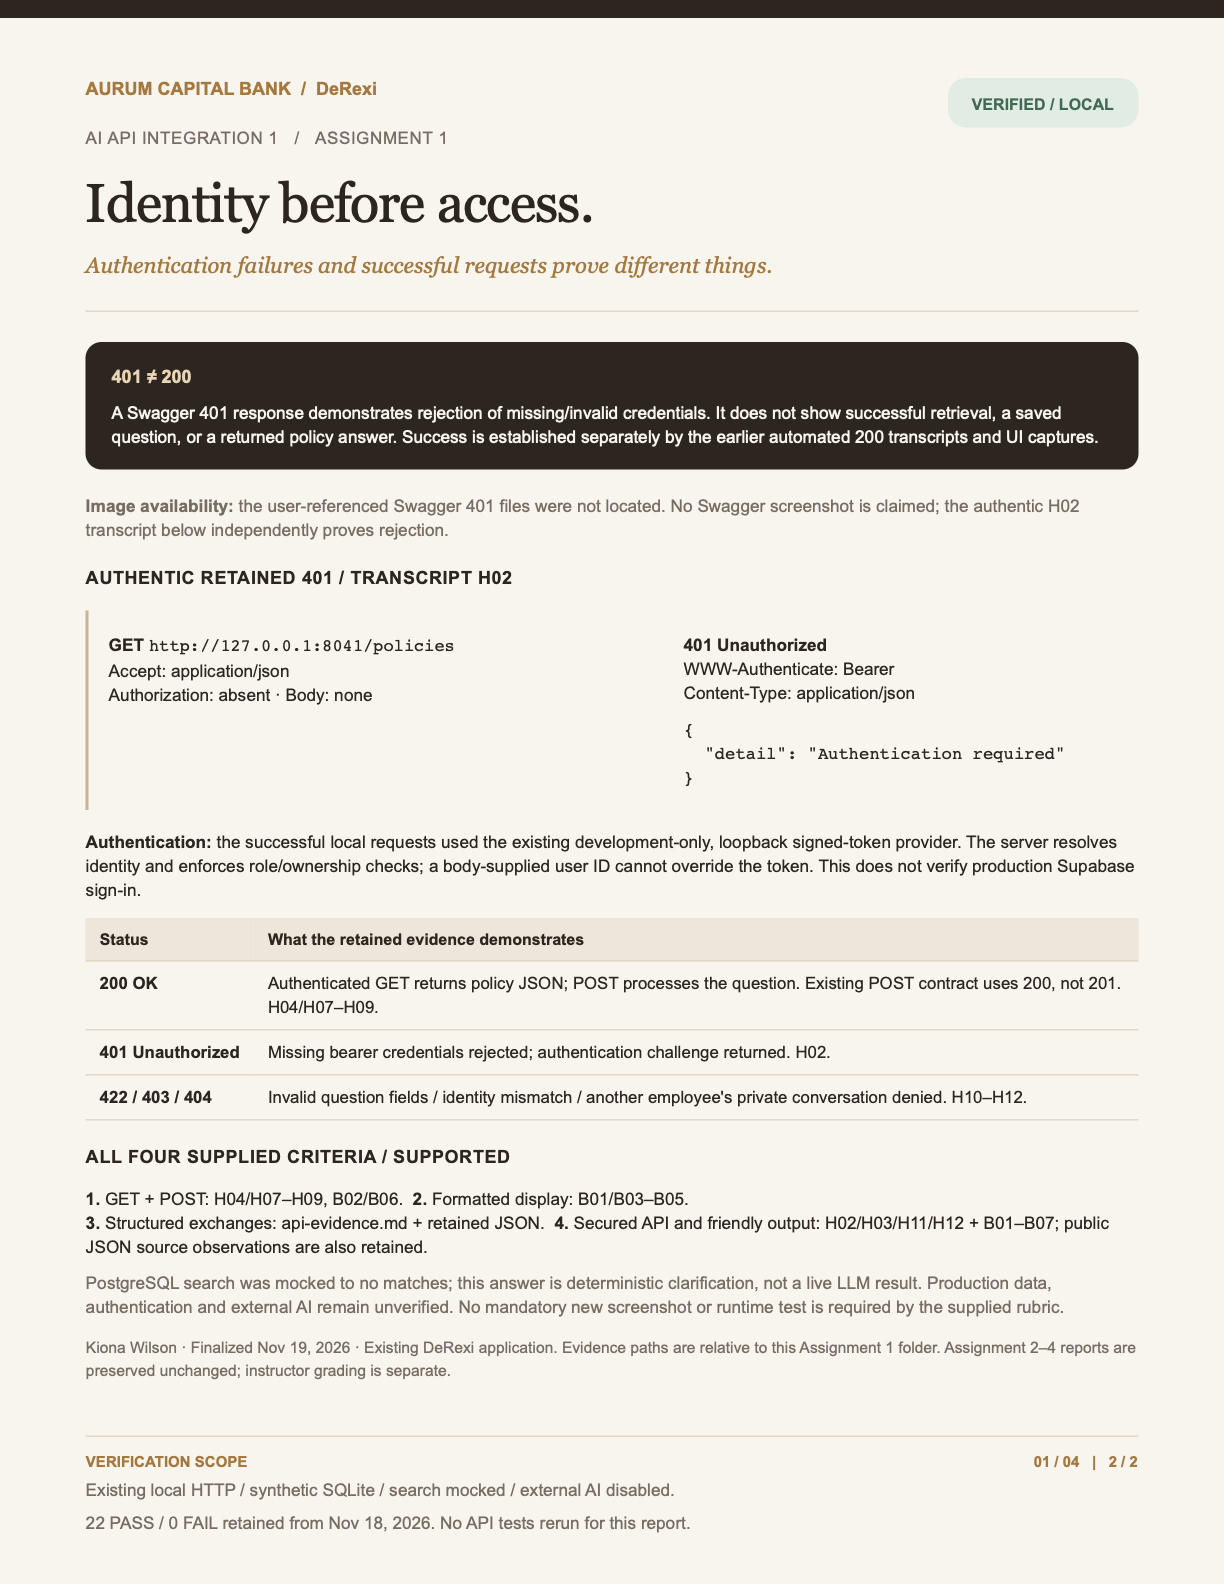 AURUM CAPITAL BANK / DeRexi
VERIFIED / LOCAL
AI API INTEGRATION 1 / ASSIGNMENT 1
Identity before access.
Authentication failures and successful requests prove different things.
401 ≠ 200
A Swagger 401 response demonstrates rejection of missing/invalid credentials. It does not show successful retrieval, a saved
question, or a returned policy answer. Success is established separately by the earlier automated 200 transcripts and UI captures.
Image availability: the user-referenced Swagger 401 files were not located. No Swagger screenshot is claimed; the authentic H02
transcript below independently proves rejection.
AUTHENTIC RETAINED 401 / TRANSCRIPT H02
GET http://127.0.0.1:8041/policies
Accept: application/json
Authorization: absent · Body: none
401 Unauthorized
WWW-Authenticate: Bearer
Content-Type: application/json
{
"detail": "Authentication required"
}
Authentication: the successful local requests used the existing development-only, loopback signed-token provider. The server resolves
identity and enforces role/ownership checks; a body-supplied user ID cannot override the token. This does not verify production Supabase
sign-in.
Status What the retained evidence demonstrates
200 OK Authenticated GET returns policy JSON; POST processes the question. Existing POST contract uses 200, not 201.
H04/H07–H09.
401 Unauthorized Missing bearer credentials rejected; authentication challenge returned. H02.
422 / 403 / 404 Invalid question fields / identity mismatch / another employee's private conversation denied. H10–H12.
ALL FOUR SUPPLIED CRITERIA / SUPPORTED
1. GET + POST: H04/H07–H09, B02/B06. 2. Formatted display: B01/B03–B05.
3. Structured exchanges: api-evidence.md + retained JSON. 4. Secured API and friendly output: H02/H03/H11/H12 + B01–B07; public
JSON source observations are also retained.
PostgreSQL search was mocked to no matches; this answer is deterministic clarification, not a live LLM result. Production data,
authentication and external AI remain unverified. No mandatory new screenshot or runtime test is required by the supplied rubric.
Kiona Wilson · Finalized Nov 19, 2026 · Existing DeRexi application. Evidence paths are relative to this Assignment 1 folder. Assignment 2–4 reports are
preserved unchanged; instructor grading is separate.
VERIFICATION SCOPE
01 / 04 | 2 / 2
Existing local HTTP / synthetic SQLite / search mocked / external AI disabled.
22 PASS / 0 FAIL retained from Nov 18, 2026. No API tests rerun for this report.